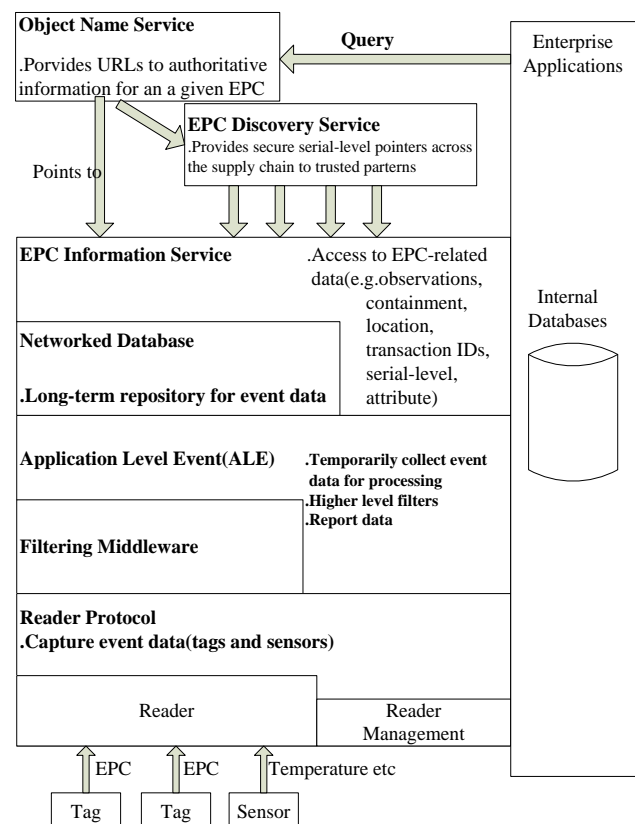 Object Name Service
.Porvides URLs to authoritative
information for an a given EPC
Query
Enterprise
Applications
EPC Discovery Service
.Provides secure serial-level pointers across
the supply chain to trusted parterns
Points to
EPC Information Service
.Access to EPC-related
data(e.g.observations,
containment,
location,
transaction IDs,
serial-level,
attribute)
Networked Database
.Long-term repository for event data
Internal
Databases
Application Level Event(ALE)
.Temporarily collect event
data for processing
.Higher level filters
.Report data
Filtering Middleware
Reader Protocol
.Capture event data(tags and sensors)
Reader
Reader
Management
EPC
EPC
Temperature etc
Tag
Tag
Sensor